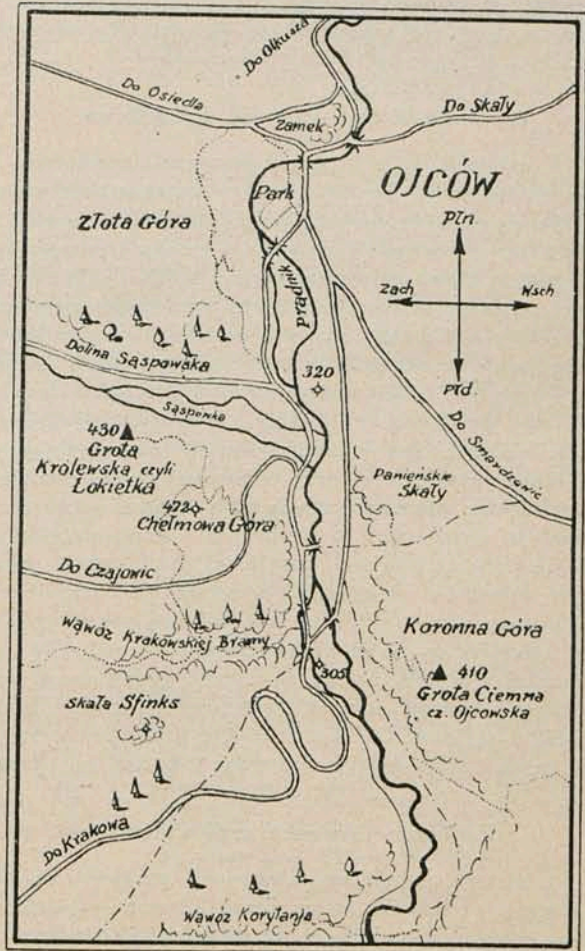 Do Olkusza
Do Osiedla
Do Skały
Zamek
OJCÓW
Park
Płn.
Złota Góra
Zach
Wsch
Prądnik
Płd.
Dolina Sąspowska
320
Do Smardzewic
Sąspowka
430
Grota
Królewska czyli
Łokietka
Panieńskie
Skały
472
Chełmowa Góra
Do Czajowic
Wąwóz Krakowskiej Bramy
Koronna Góra
305
410
Grota Ciemna
cz. Ojcowska
Skała Sfinks
Do Krakowa
Wąwóz Korytanja